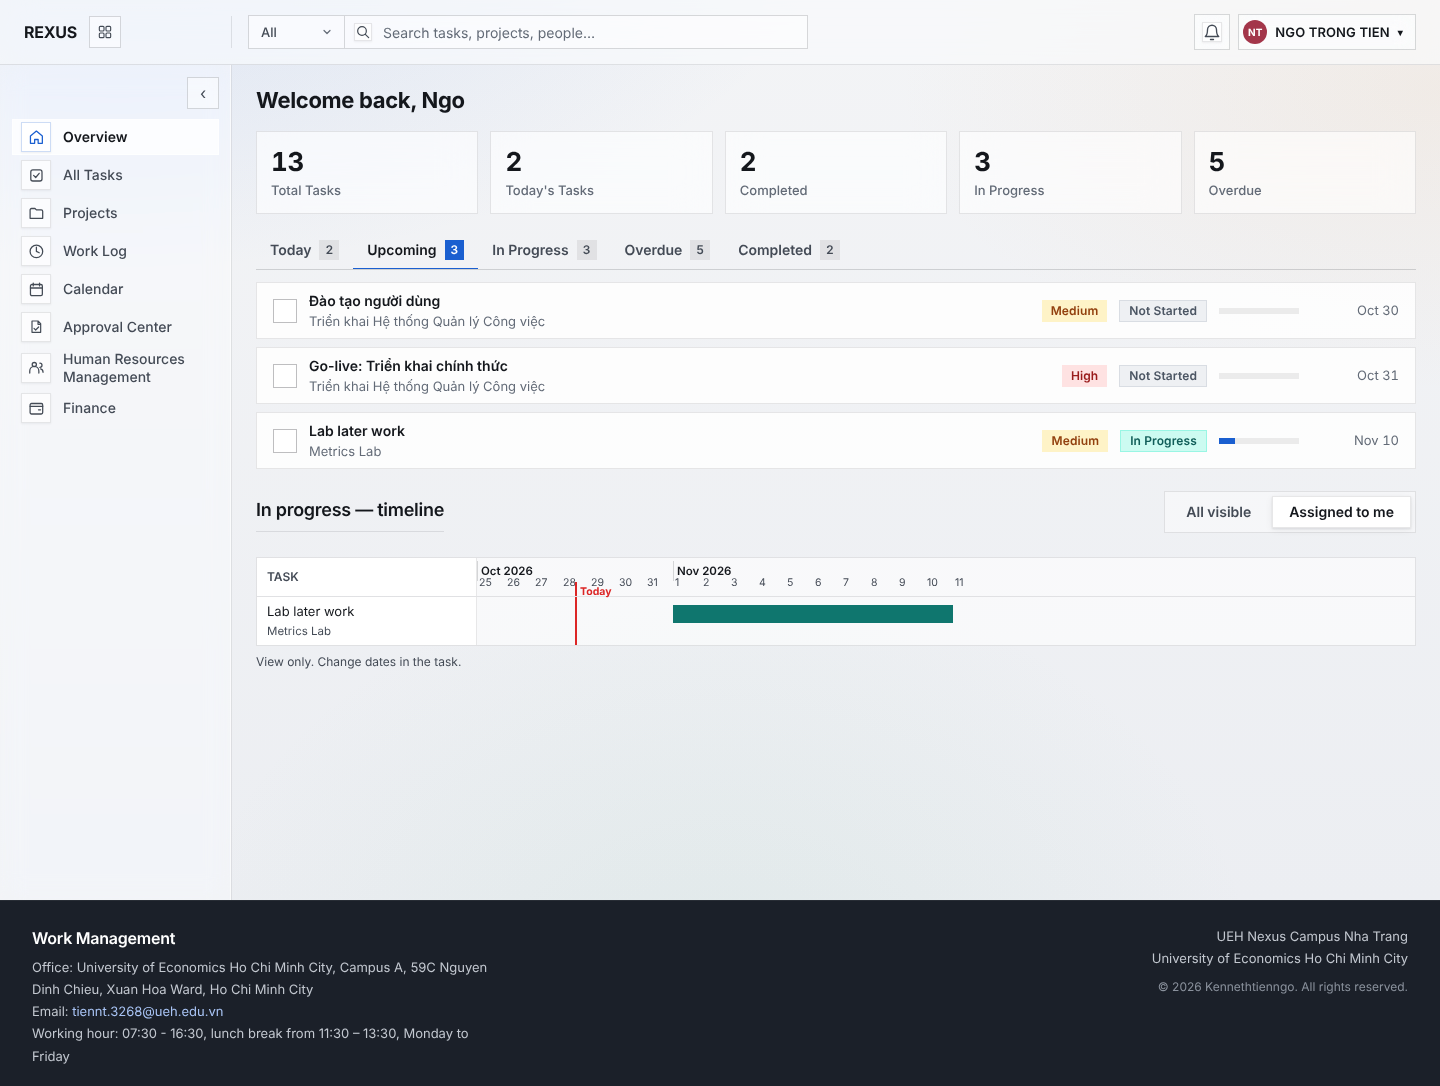 REXUS
All
Search tasks, projects, people...
NT NGO TRONG TIEN ▾
Overview
All Tasks
Projects
Work Log
Calendar
Approval Center
Human Resources
Management
Finance
Welcome back, Ngo
13
Total Tasks
2
Today's Tasks
2
Completed
3
In Progress
5
Overdue
Today 2 Upcoming 3 In Progress 3 Overdue 5 Completed 2
Đào tạo người dùng
Triển khai Hệ thống Quản lý Công việc
Medium Not Started Oct 30
Go-live: Triển khai chính thức
Triển khai Hệ thống Quản lý Công việc
High Not Started Oct 31
Lab later work
Metrics Lab
Medium In Progress Nov 10
In progress — timeline
All visible Assigned to me
TASK
Oct 2026 Nov 2026
25 26 27 28 29 30 31 1 2 3 4 5 6 7 8 9 10 11
Today
Lab later work
Metrics Lab
View only. Change dates in the task.
Work Management
Office: University of Economics Ho Chi Minh City, Campus A, 59C Nguyen
Dinh Chieu, Xuan Hoa Ward, Ho Chi Minh City
Email: tiennt.3268@ueh.edu.vn
Working hour: 07:30 - 16:30, lunch break from 11:30 – 13:30, Monday to
Friday
UEH Nexus Campus Nha Trang
University of Economics Ho Chi Minh City
© 2026 Kennethtienngo. All rights reserved.